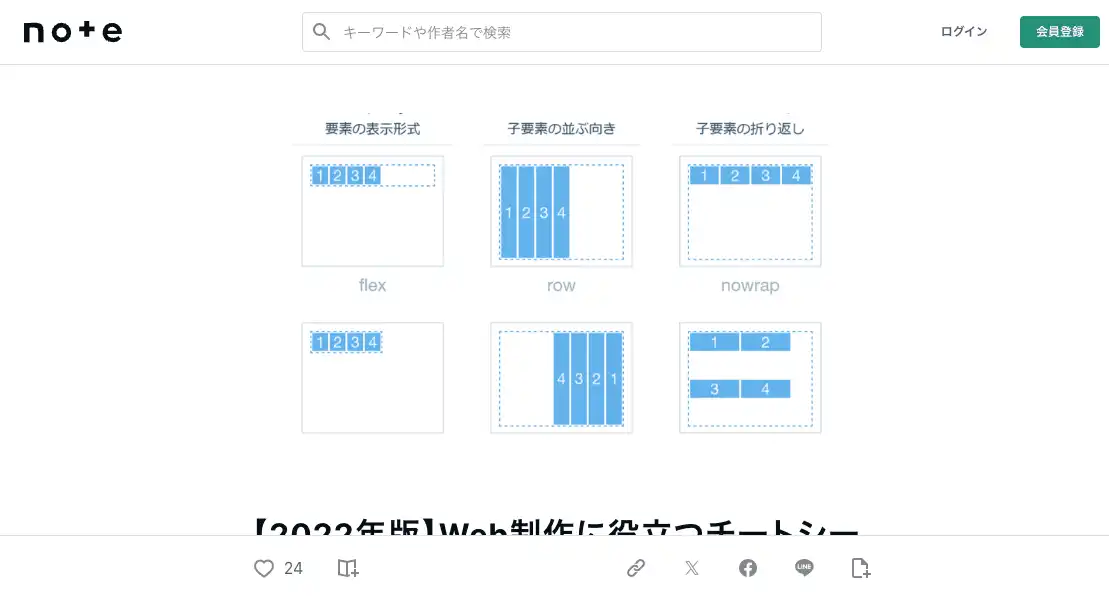 note
キーワードや作者名で検索
ログイン
会員登録
要素の表示形式
子要素の並ぶ向き
子要素の折り返し
1 2 3 4
1 2 3 4
1 2 3 4
flex
row
nowrap
1 2 3 4
4 3 2 1
1 2
3 4
【2022年版】Web制作に役立つチートシー
24
LINE